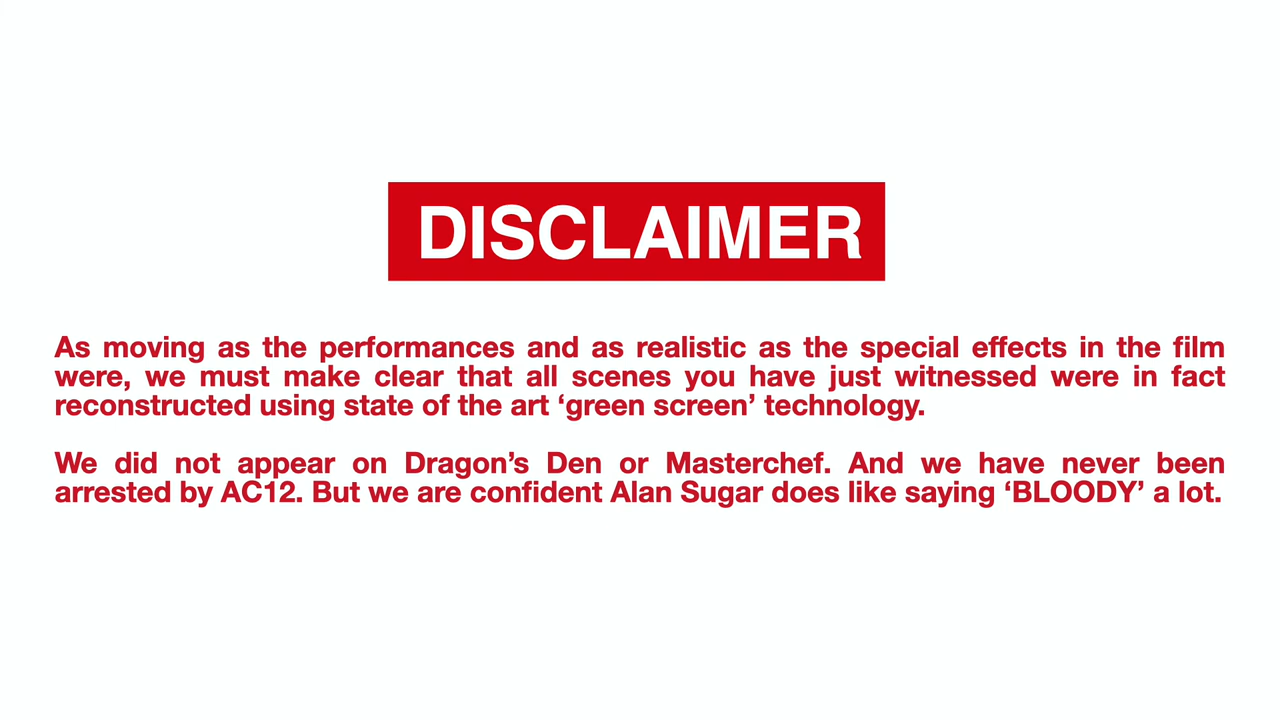 DISCLAIMER
As moving as the performances and as realistic as the special effects in the film
were, we must make clear that all scenes you have just witnessed were in fact
reconstructed using state of the art ‘green screen’ technology.
We did not appear on Dragon’s Den or Masterchef. And we have never been
arrested by AC12. But we are confident Alan Sugar does like saying ‘BLOODY’ a lot.